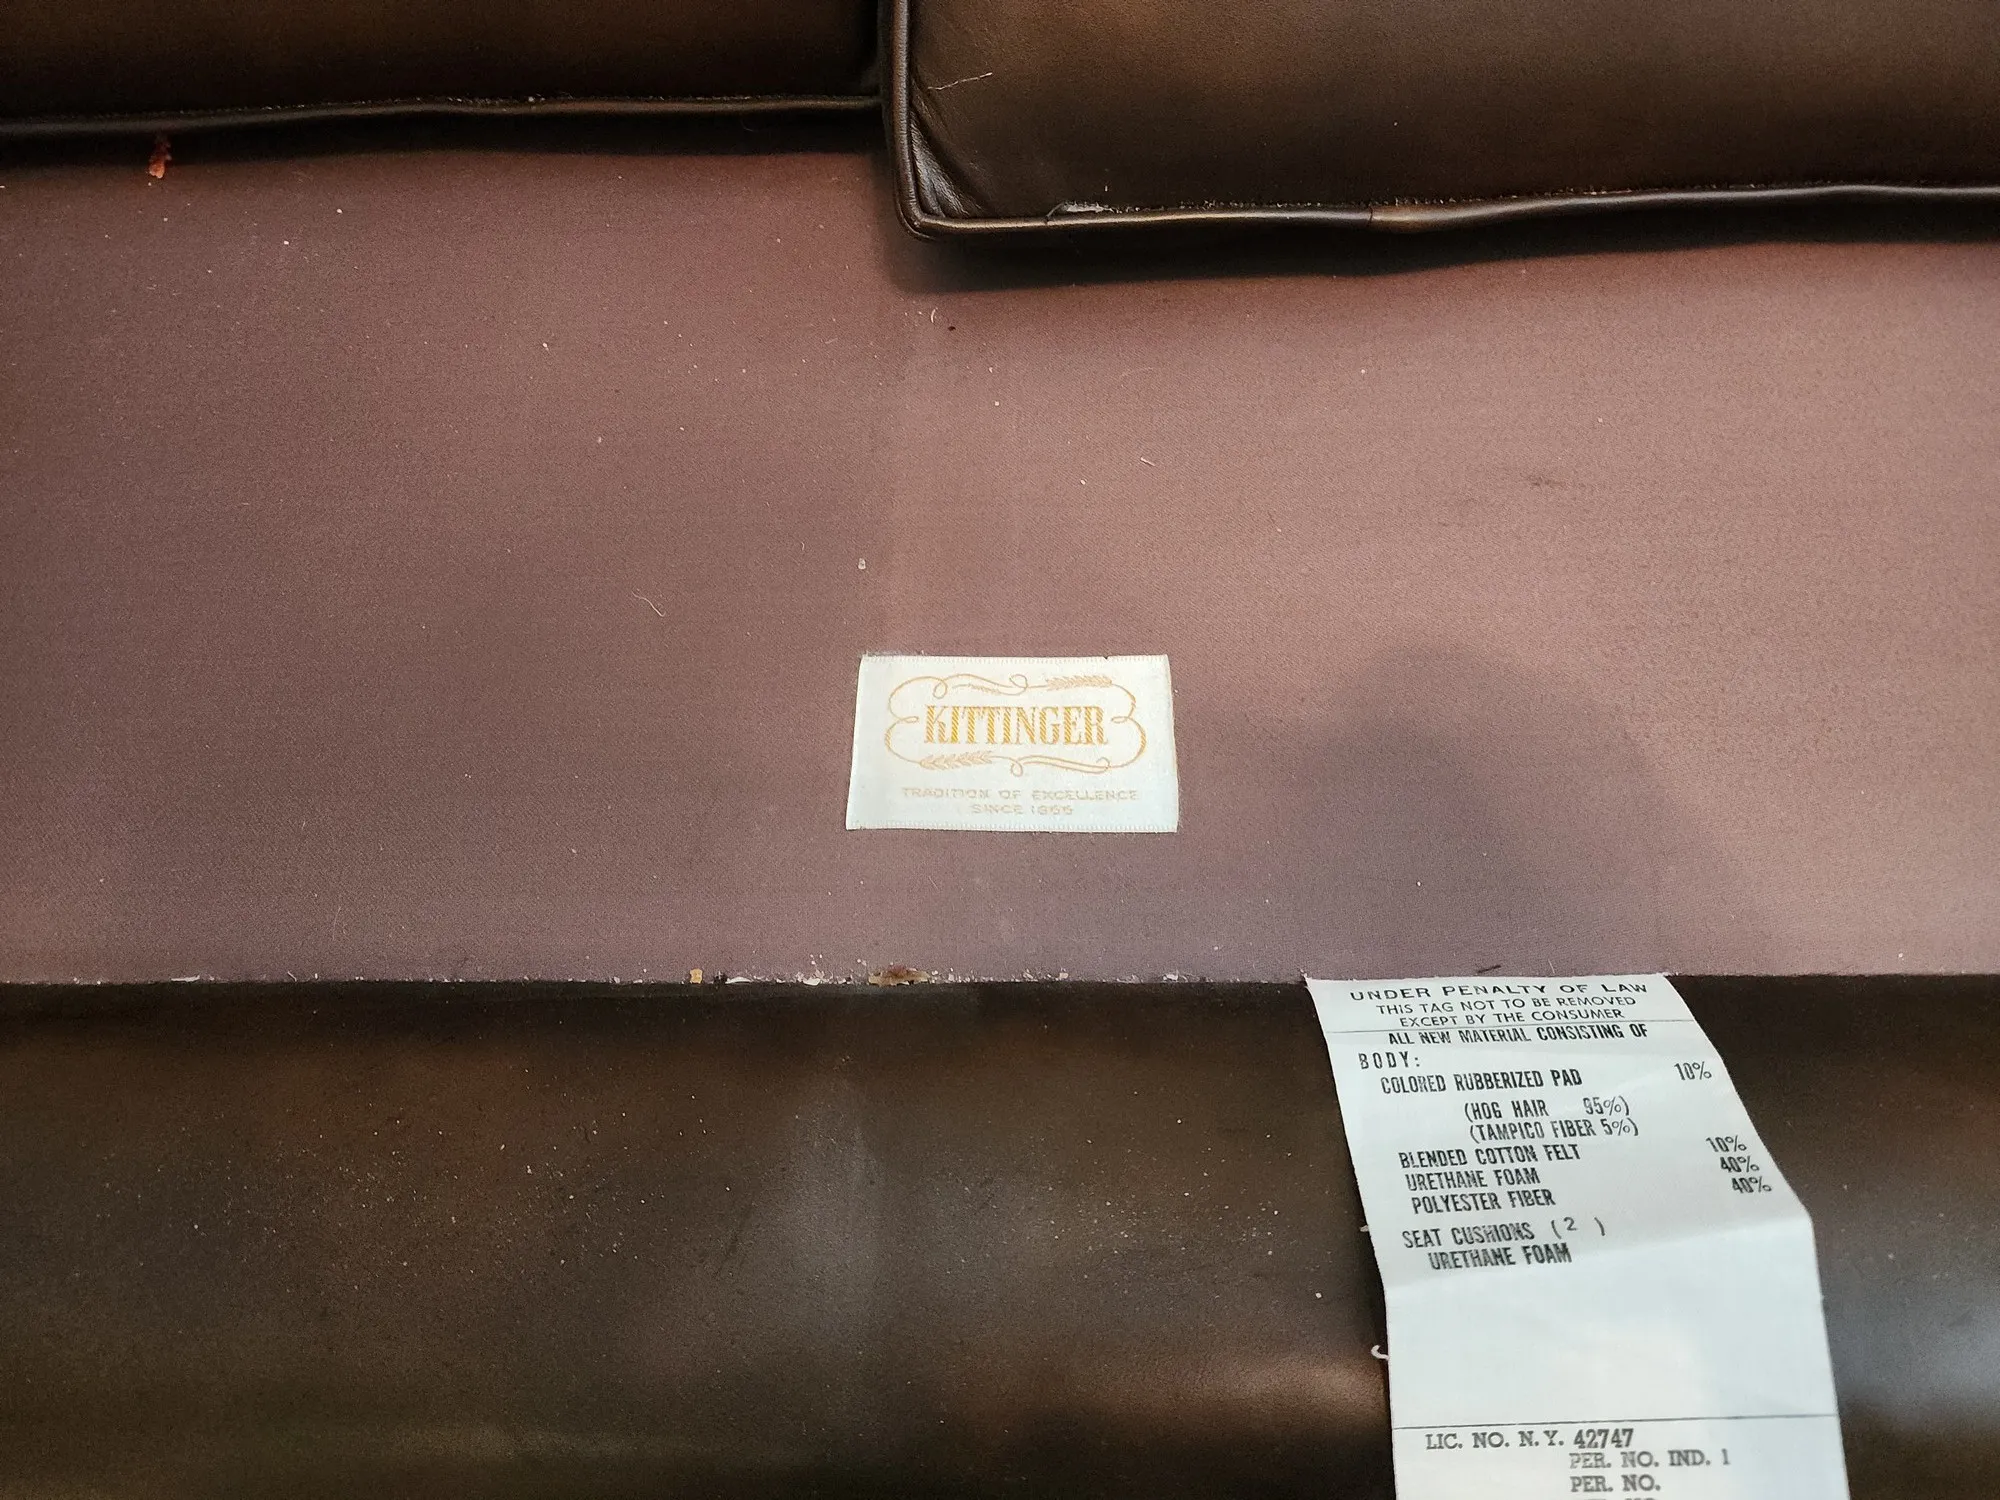 KITTINGER
TRADITION OF EXCELLENCE
SINCE 1866
UNDER PENALTY OF LAW
THIS TAG NOT TO BE REMOVED
EXCEPT BY THE CONSUMER
ALL NEW MATERIAL CONSISTING OF
BODY:
COLORED RUBBERIZED PAD 10%
(HOG HAIR 95%)
(TAMPICO FIBER 5%)
BLENDED COTTON FELT 10%
URETHANE FOAM 40%
POLYESTER FIBER 40%
SEAT CUSHIONS ( 2 )
URETHANE FOAM
LIC. NO. N. Y. 42747
PER. NO. IND. 1
PER. NO.